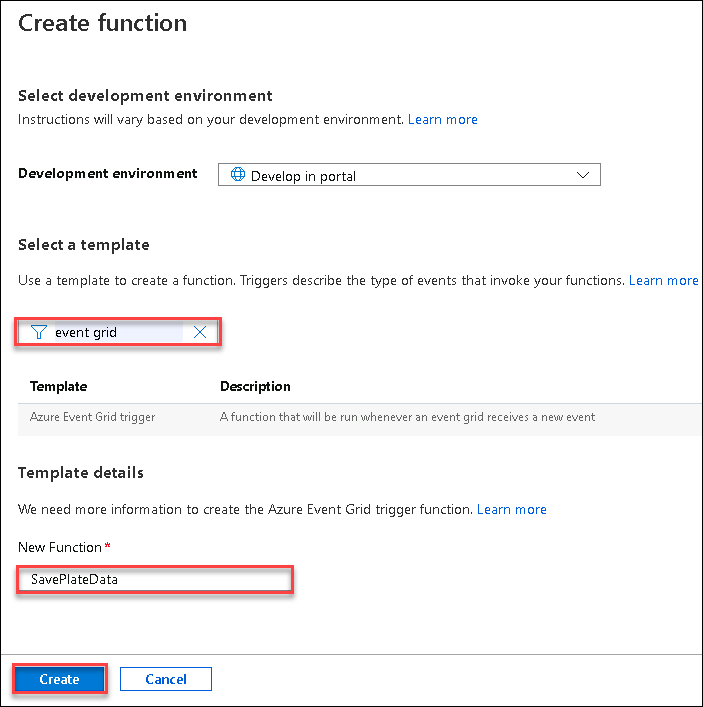 Create function
Select development environment
Instructions will vary based on your development environment. Learn more
Development environment
Develop in portal
Select a template
Use a template to create a function. Triggers describe the type of events that invoke your functions. Learn more
event grid
Template Description
Azure Event Grid trigger A function that will be run whenever an event grid receives a new event
Template details
We need more information to create the Azure Event Grid trigger function. Learn more
New Function*
SavePlateData
Create Cancel